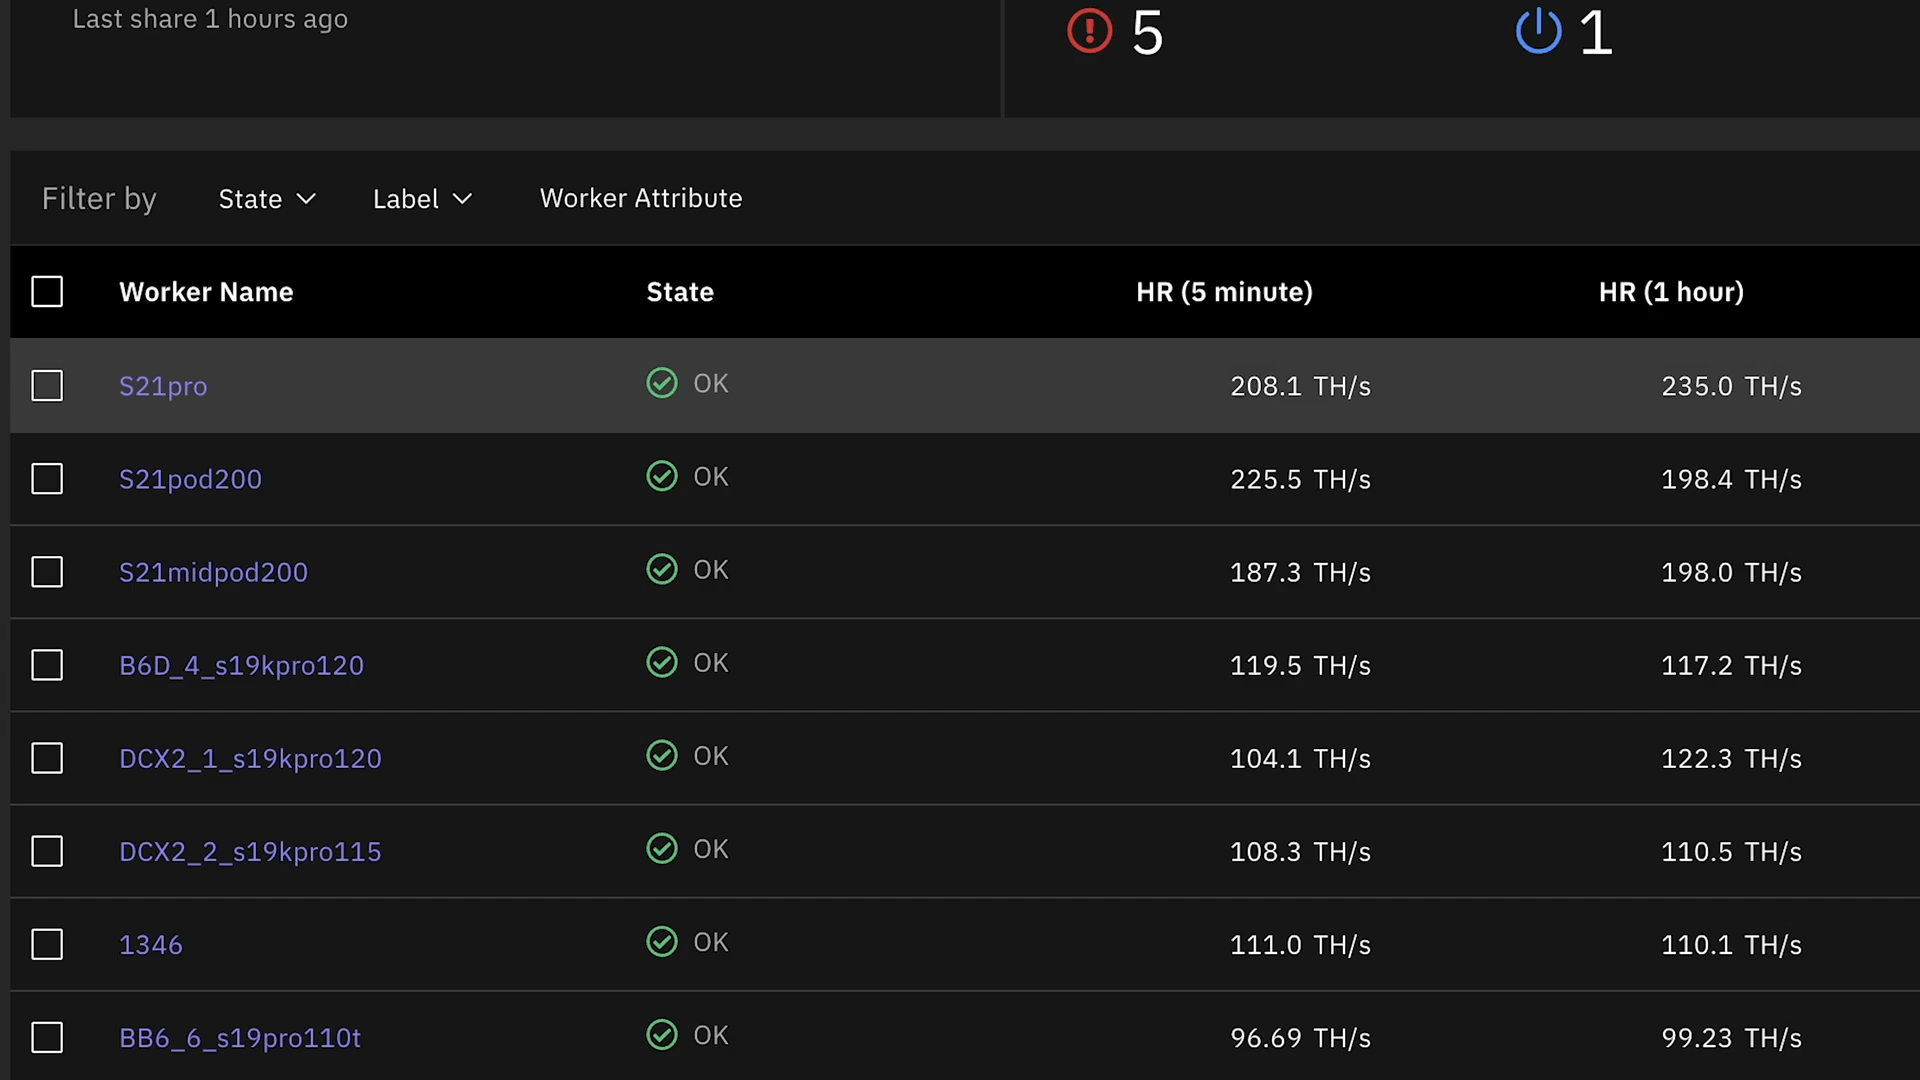 Last share 1 hours ago
5
1
Filter by State Label Worker Attribute
Worker Name State HR (5 minute) HR (1 hour)
S21pro OK 208.1 TH/s 235.0 TH/s
S21pod200 OK 225.5 TH/s 198.4 TH/s
S21midpod200 OK 187.3 TH/s 198.0 TH/s
B6D_4_s19kpro120 OK 119.5 TH/s 117.2 TH/s
DCX2_1_s19kpro120 OK 104.1 TH/s 122.3 TH/s
DCX2_2_s19kpro115 OK 108.3 TH/s 110.5 TH/s
1346 OK 111.0 TH/s 110.1 TH/s
BB6_6_s19pro110t OK 96.69 TH/s 99.23 TH/s